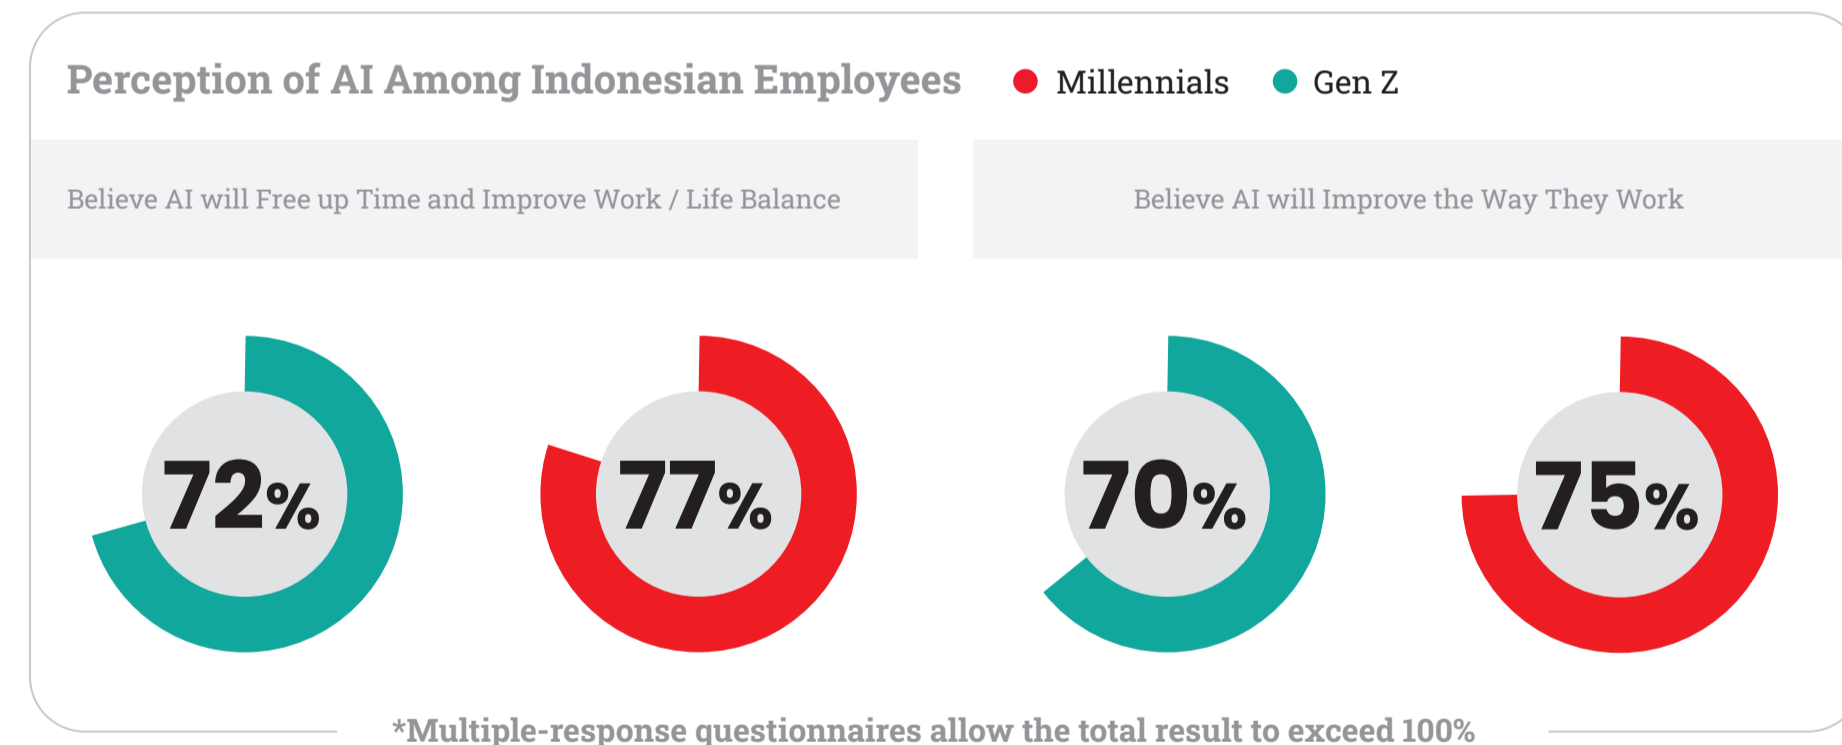 Perception of AI Among Indonesian Employees
Millennials
Gen Z
Believe AI will Free up Time and Improve Work / Life Balance
Believe AI will Improve the Way They Work
72%
77%
70%
75%
*Multiple-response questionnaires allow the total result to exceed 100%